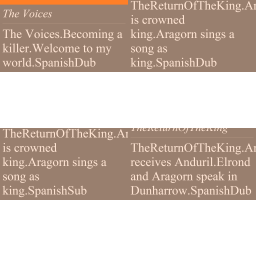 The Voices
The Voices.Becoming a
killer.Welcome to my
world.SpanishDub
TheReturnOfTheKing.Ar
is crowned
king.Aragorn sings a
song as
king.SpanishDub
TheReturnOfTheKing.Ar
is crowned
king.Aragorn sings a
song as
king.SpanishSub
TheReturnOfTheKing
TheReturnOfTheKing.Ar
receives Anduril.Elrond
and Aragorn speak in
Dunharrow.SpanishDub